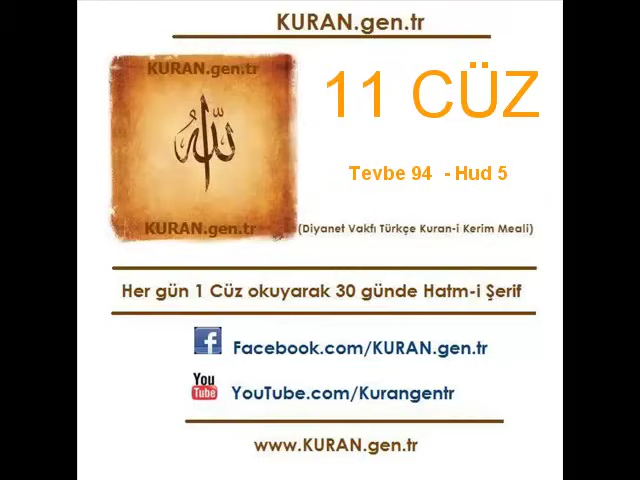 KURAN.gen.tr
KURAN.gen.tr
11 CÜZ
الله
Tevbe 94 - Hud 5
KURAN.gen.tr
(Diyanet Vakfı Türkçe Kuran-i Kerim Meali)
Her gün 1 Cüz okuyarak 30 günde Hatm-i Şerif
Facebook.com/KURAN.gen.tr
You
Tube
YouTube.com/Kurangentr
www.KURAN.gen.tr